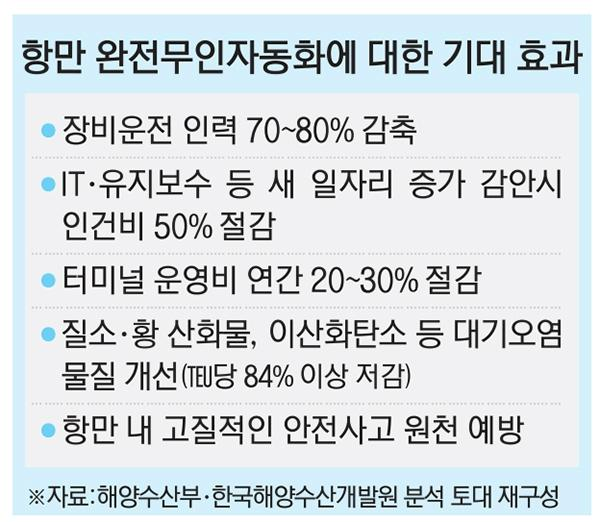 항만 완전무인자동화에 대한 기대 효과
● 장비운전 인력 70~80% 감축
● IT·유지보수 등 새 일자리 증가 감안시
인건비 50% 절감
● 터미널 운영비 연간 20~30% 절감
● 질소·황 산화물, 이산화탄소 등 대기오염
물질 개선(TEU당 84% 이상 저감)
● 항만 내 고질적인 안전사고 원천 예방
※자료:해양수산부·한국해양수산개발원 분석 토대 재구성